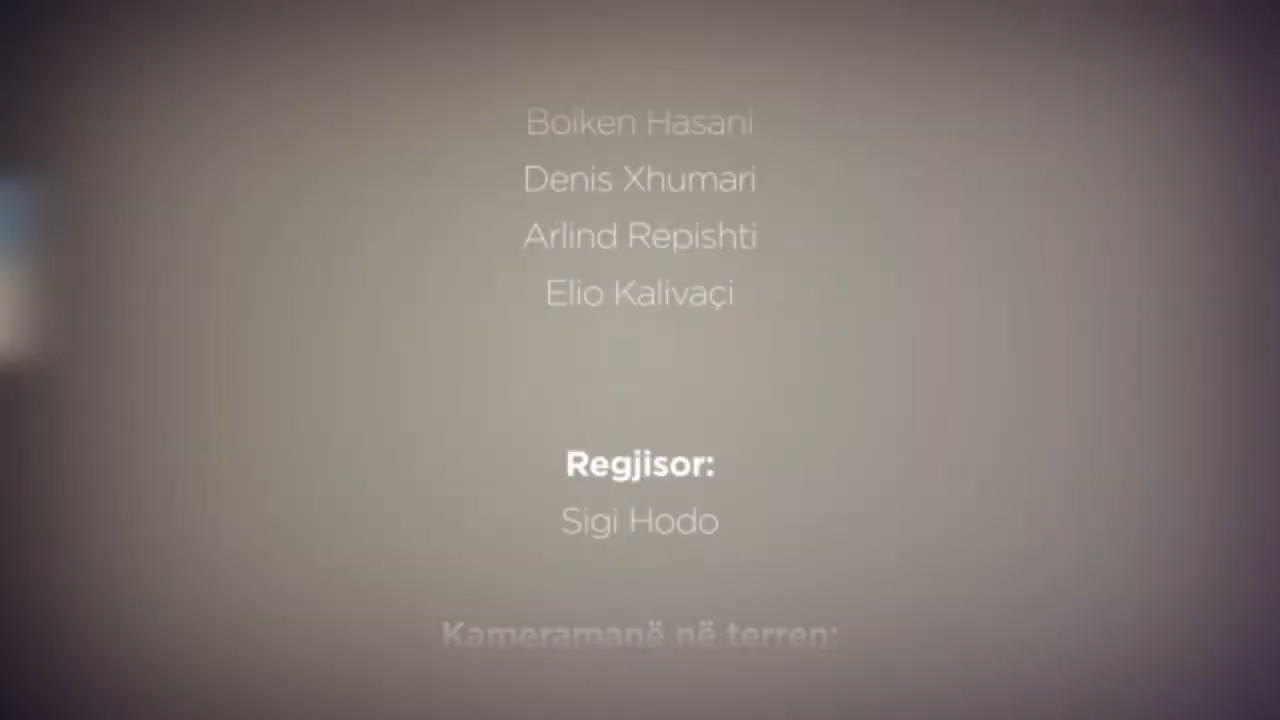 Boiken Hasani
Denis Xhumari
Arlind Repishti
Elio Kalivaçi
Regjisor:
Sigi Hodo
Kameramanë në terren: